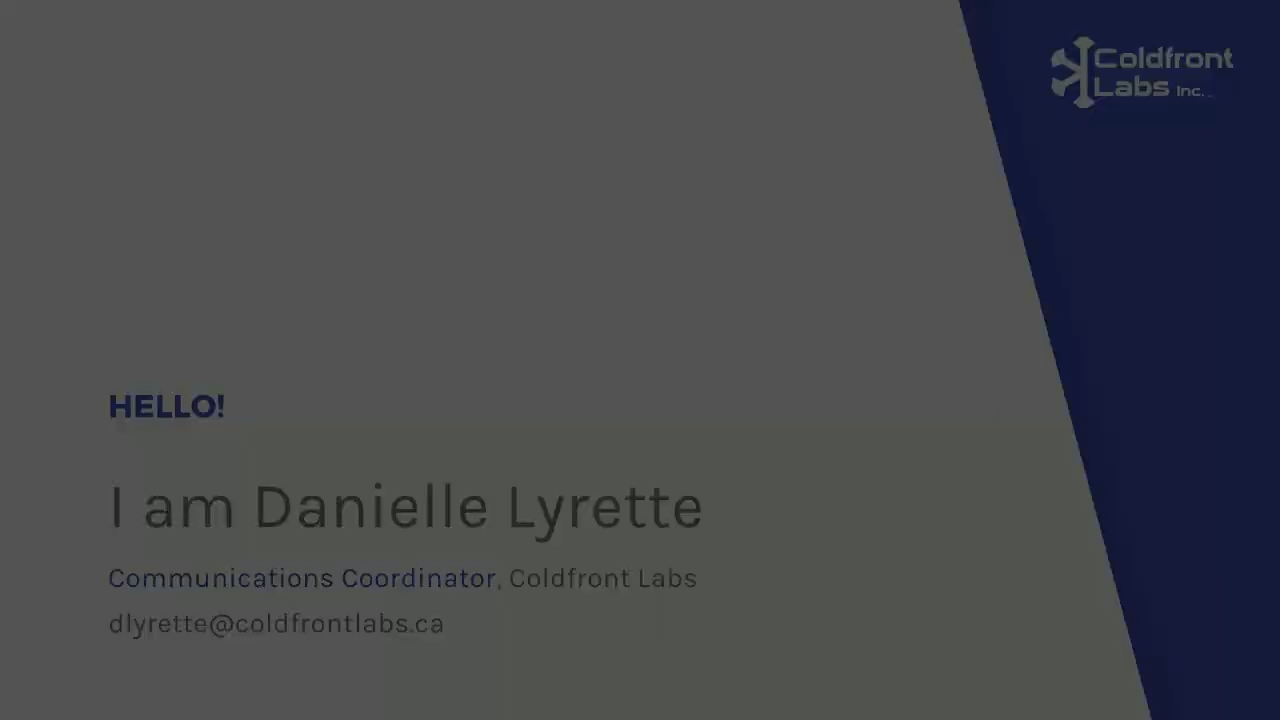 Coldfront
Labs Inc.
HELLO!
I am Danielle Lyrette
Communications Coordinator, Coldfront Labs
dlyrette@coldfrontlabs.ca